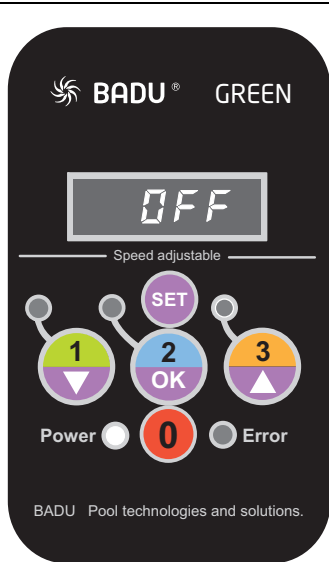 BADU ® GREEN
OFF
Speed adjustable
SET
1 2 3
OK
Power 0 Error
BADU Pool technologies and solutions.